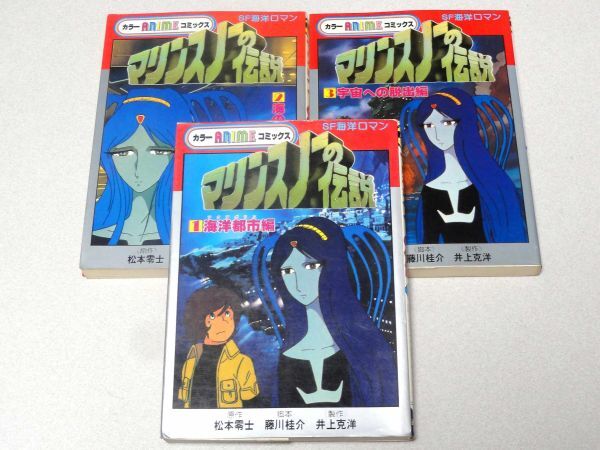 カラー ANIME コミックス
SF海洋ロマン
マリンスノーの伝説
2 海の
〈原作〉
松本零士
カラー ANIME コミックス
SF海洋ロマン
マリンスノーの伝説
3 宇宙への脱出編
〈脚本〉 〈製作〉
藤川桂介 井上克洋
カラー ANIME コミックス
SF海洋ロマン
マリンスノーの伝説
1 海洋都市編
原作 脚本 製作
松本零士 藤川桂介 井上克洋